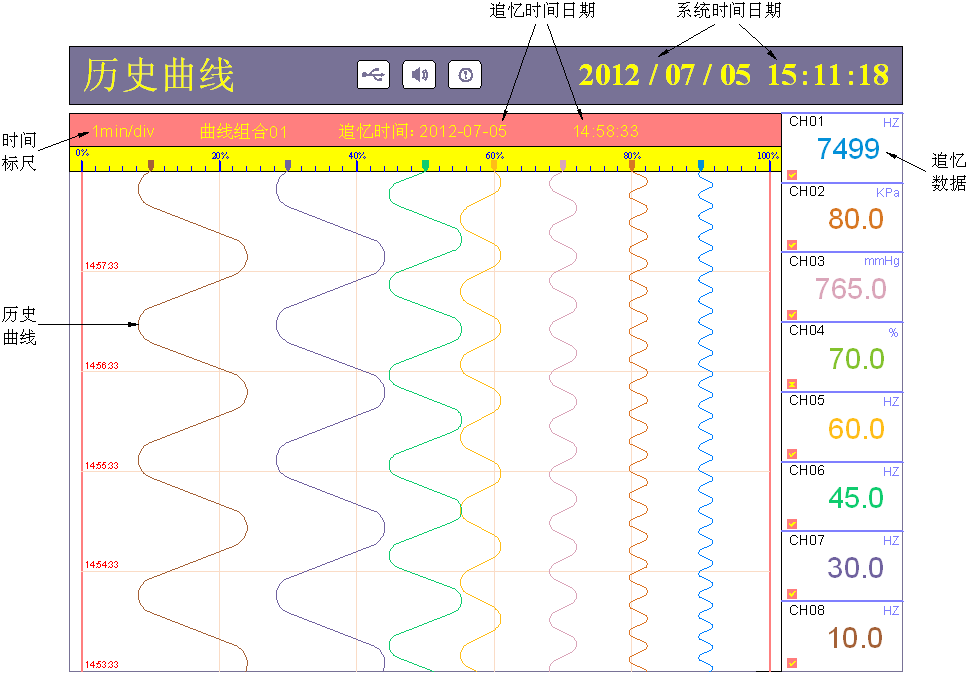 追忆时间日期
系统时间日期
历史曲线
2012 / 07 / 05 15:11:18
时间
标尺
1min/div 曲线组合01 追忆时间: 2012-07-05 14:58:33
0% 20% 40% 60% 80% 100%
CH01 HZ
7499
追忆
数据
CH02 KPa
80.0
CH03 mmHg
765.0
CH04 %
70.0
CH05 HZ
60.0
CH06 HZ
45.0
CH07 HZ
30.0
CH08 HZ
10.0
14:57:33
历史
曲线
14:56:33
14:55:33
14:54:33
14:53:33